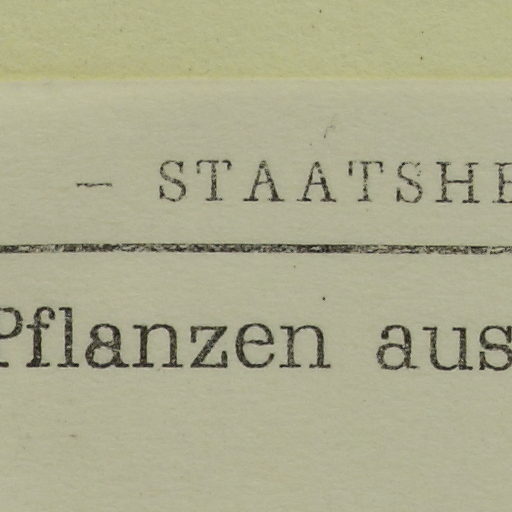 — STAATSHE
Pflanzen aus